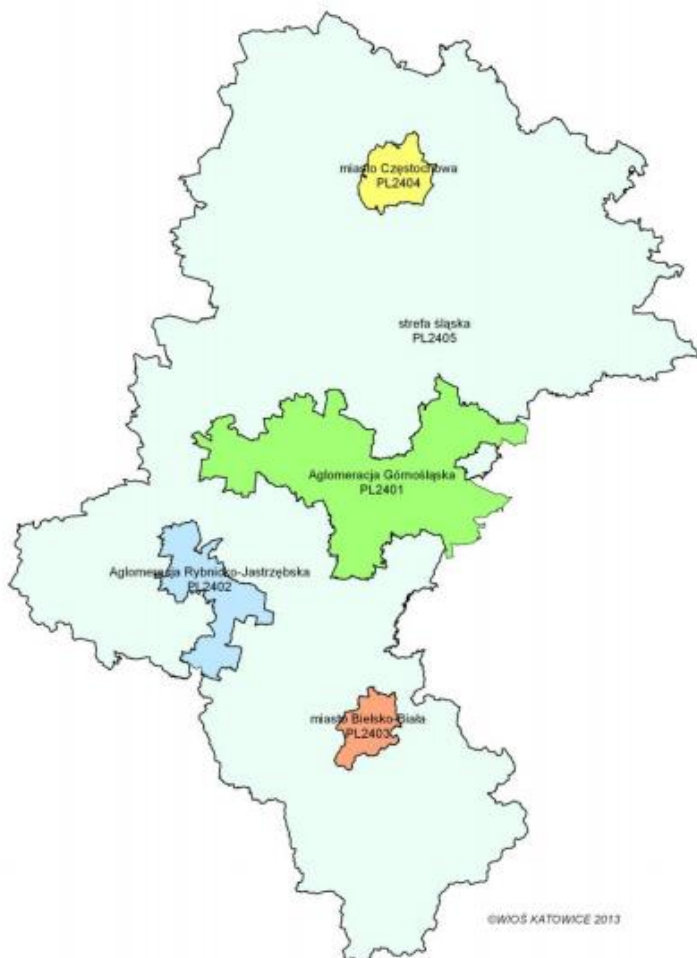 miasto Częstochowa
PL2404
strefa śląska
PL2405
Aglomeracja Górnośląska
PL2401
Aglomeracja Rybnicko-Jastrzębska
PL2402
miasto Bielsko-Biała
PL2403
©WIOŚ KATOWICE 2013